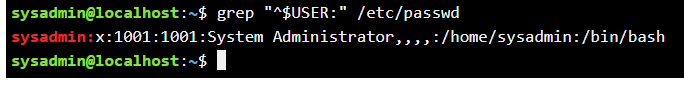 sysadmin@localhost:~$ grep "^$USER:" /etc/passwd
sysadmin:x:1001:1001:System Administrator,,,,:/home/sysadmin:/bin/bash
sysadmin@localhost:~$